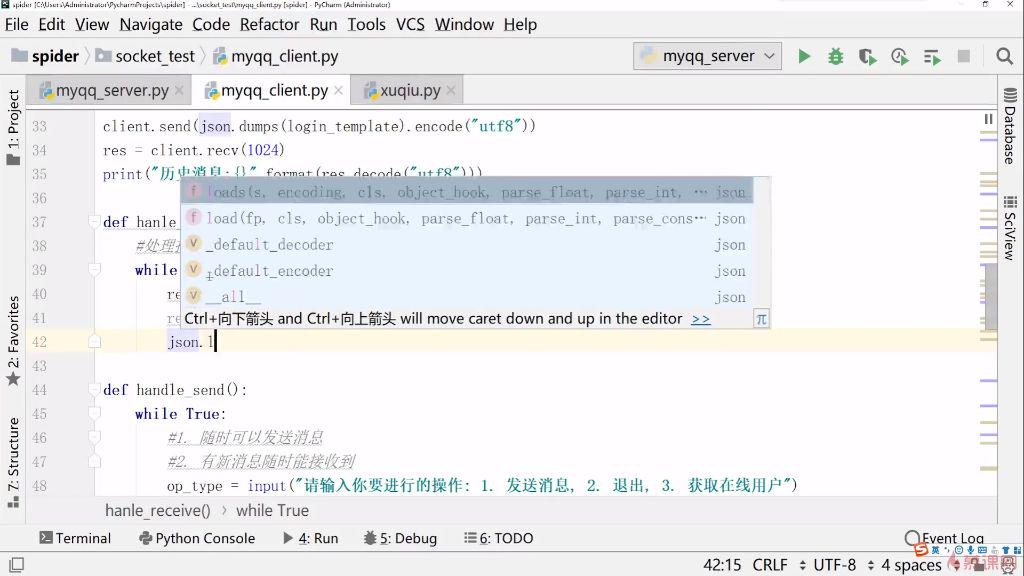 spider [C:\Users\Administrator\PycharmProjects\spider] - ...\socket_test\myqq_client.py [spider] - PyCharm (Administrator)
File Edit View Navigate Code Refactor Run Tools VCS Window Help
spider socket_test myqq_client.py myqq_server
myqq_server.py myqq_client.py xuqiu.py
1: Project
2: Favorites
7: Structure
Database
SciView
33 client.send(json.dumps(login_template).encode("utf8"))
34 res = client.recv(1024)
35 print("历史消息:{}".format(res.decode("utf8")))
36
37 def hanle
38 #处理
39 while
40 re
41 re
42 json.l
loads(s, encoding, cls, object_hook, parse_float, parse_int, ··· json
load(fp, cls, object_hook, parse_float, parse_int, parse_cons··· json
_default_decoder json
_default_encoder json
__all__ json
Ctrl+向下箭头 and Ctrl+向上箭头 will move caret down and up in the editor >> π
43
44 def handle_send():
45 while True:
46 #1. 随时可以发送消息
47 #2. 有新消息随时能接收到
48 op_type = input("请输入你要进行的操作: 1. 发送消息, 2. 退出, 3. 获取在线用户")
hanle_receive() › while True
Terminal Python Console 4: Run 5: Debug 6: TODO Event Log
42:15 CRLF UTF-8 4 spaces
英
慕课网